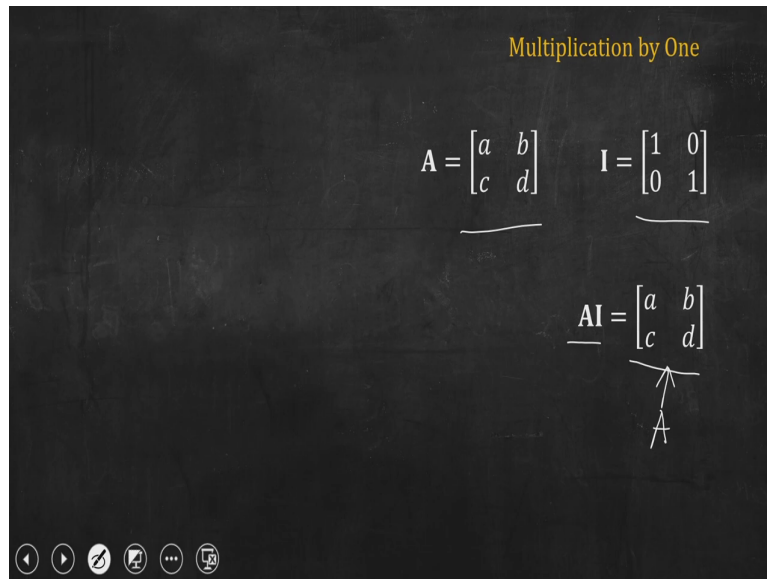 Multiplication by One
A = [a b; c d]  I = [1 0; 0 1]
AI = [a b; c d]
A